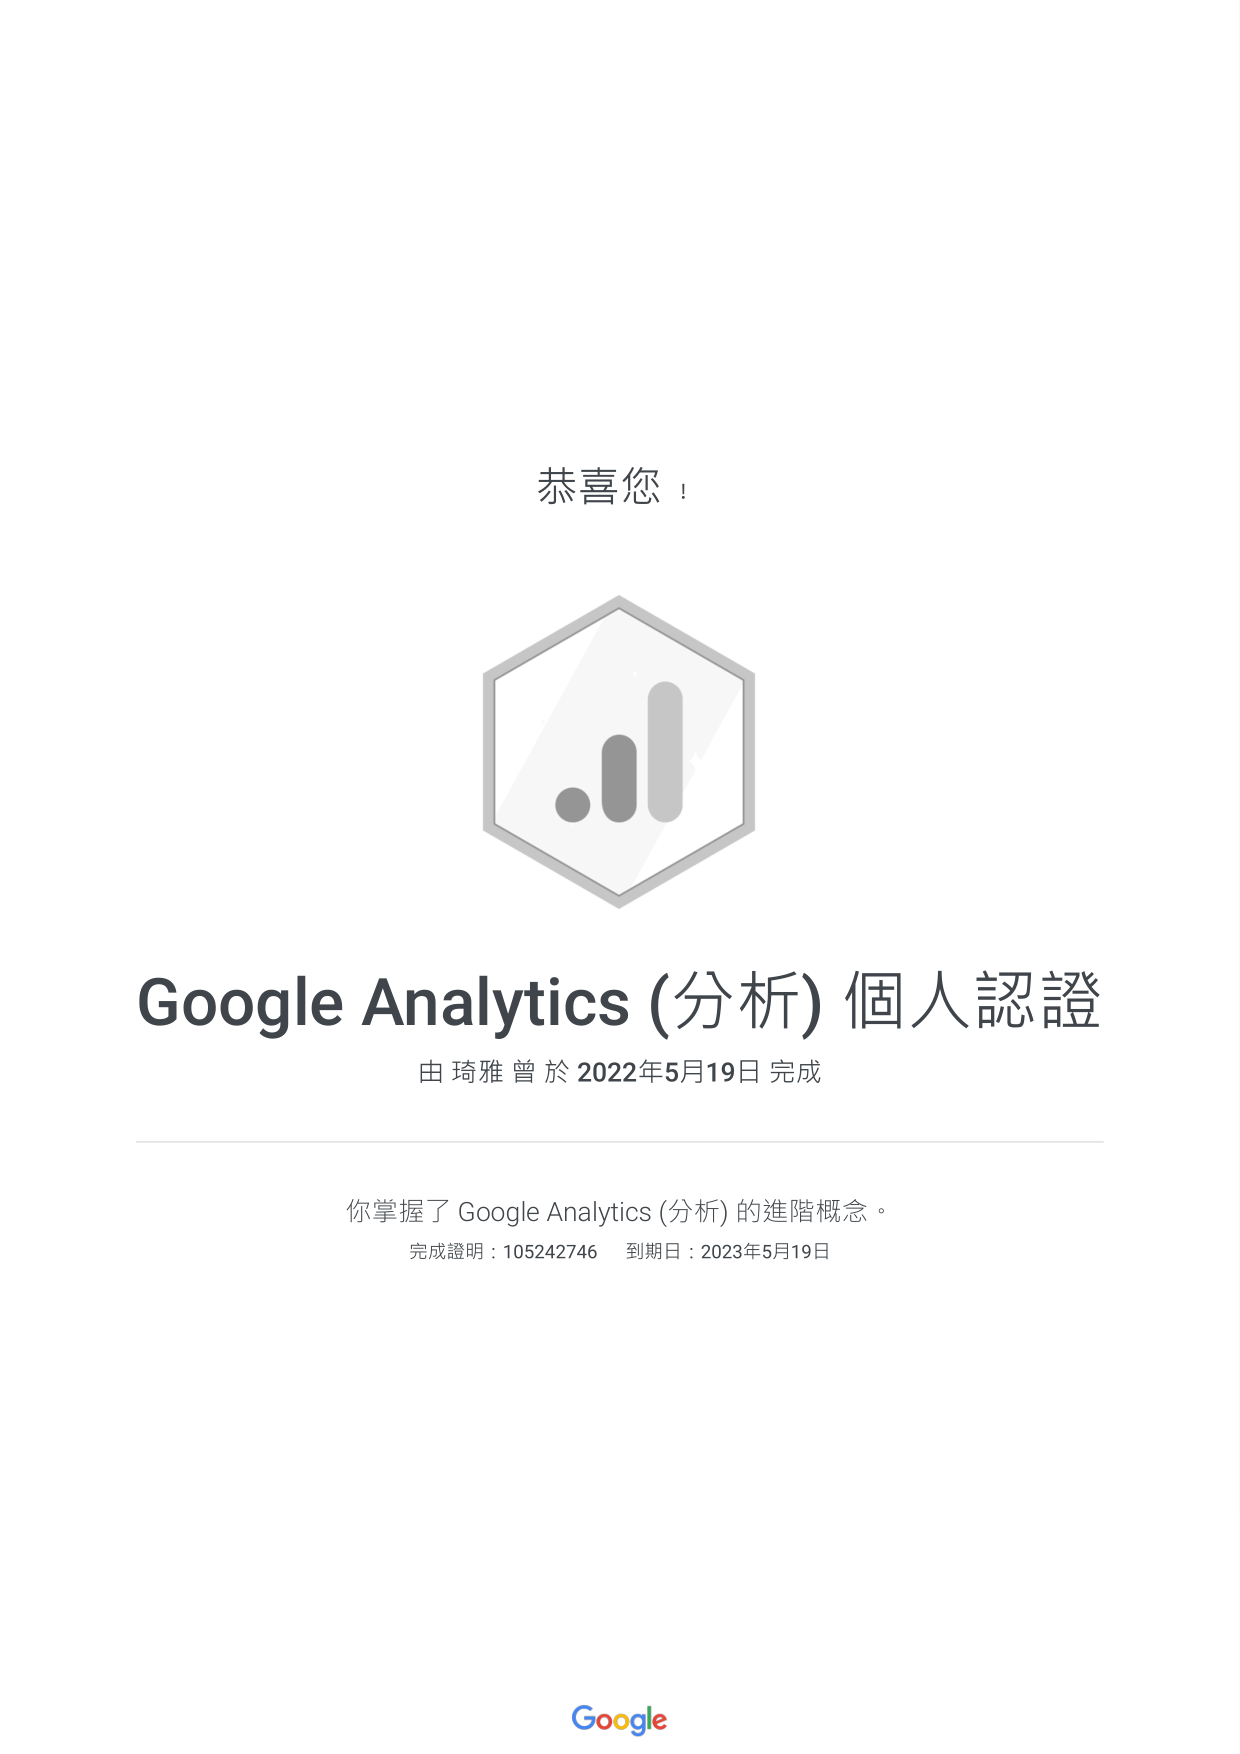 恭喜您！
Google Analytics (分析) 個人認證
由 琦雅 曾 於 2022年5月19日 完成
你掌握了 Google Analytics (分析) 的進階概念。
完成證明：105242746 到期日：2023年5月19日
Google